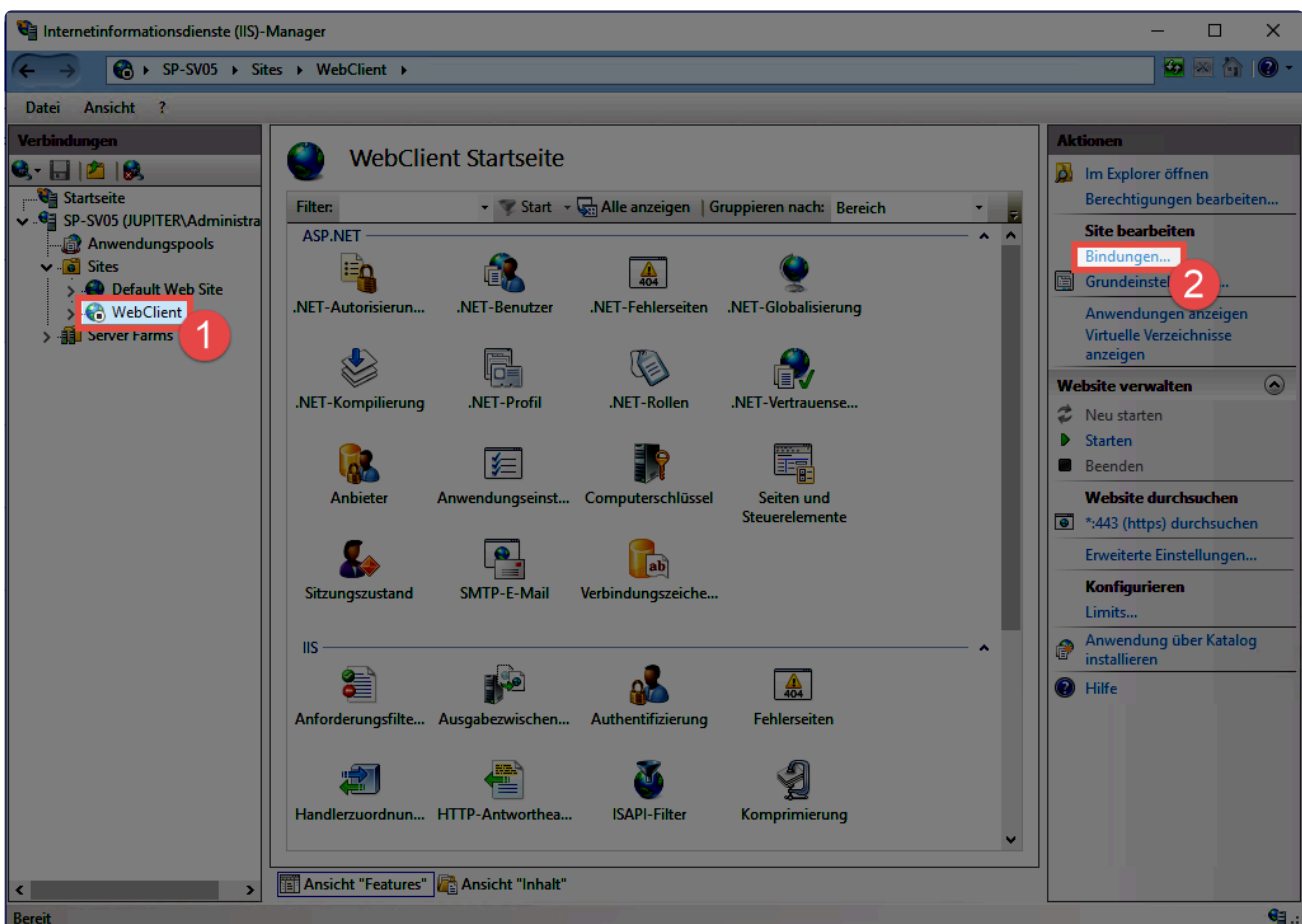 Internetinformationsdienste (IIS)-Manager
SP-SV05 Sites WebClient
Datei Ansicht ?
Verbindungen
Startseite
SP-SV05 (JUPITER\Administra
Anwendungspools
Sites
Default Web Site
WebClient
1
Server Farms
WebClient Startseite
Filter: Start Alle anzeigen Gruppieren nach: Bereich
ASP.NET
.NET-Autorisierun... .NET-Benutzer .NET-Fehlerseiten .NET-Globalisierung
.NET-Kompilierung .NET-Profil .NET-Rollen .NET-Vertrauense...
Anbieter Anwendungseinst... Computerschlüssel Seiten und
Steuerelemente
Sitzungszustand SMTP-E-Mail Verbindungszeiche...
IIS
Anforderungsfilte... Ausgabezwischen... Authentifizierung Fehlerseiten
Handlerzuordnun... HTTP-Antworthea... ISAPI-Filter Komprimierung
Ansicht "Features" Ansicht "Inhalt"
Aktionen
Im Explorer öffnen
Berechtigungen bearbeiten...
Site bearbeiten
Bindungen...
2
Grundeinstel...
Anwendungen anzeigen
Virtuelle Verzeichnisse
anzeigen
Website verwalten
Neu starten
Starten
Beenden
Website durchsuchen
*:443 (https) durchsuchen
Erweiterte Einstellungen...
Konfigurieren
Limits...
Anwendung über Katalog
installieren
Hilfe
Bereit